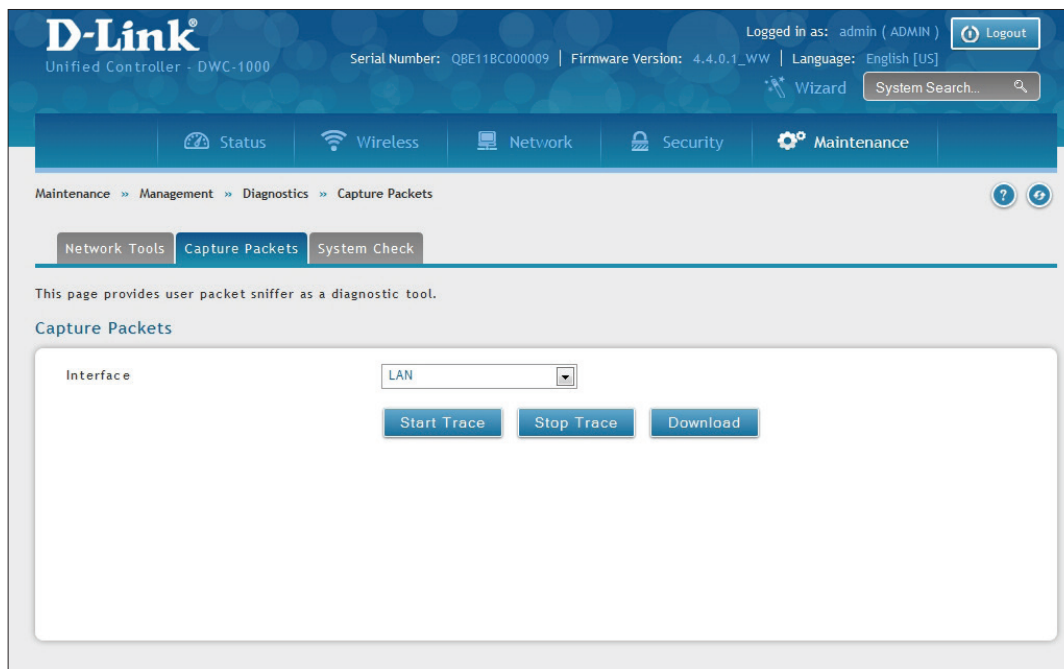 D-Link®
Logged in as: admin ( ADMIN )
Logout
Unified Controller - DWC-1000
Serial Number: QBE11BC000009 | Firmware Version: 4.4.0.1_WW | Language: English [US]
Wizard
System Search...
Status
Wireless
Network
Security
Maintenance
Maintenance » Management » Diagnostics » Capture Packets
?
Network Tools
Capture Packets
System Check
This page provides user packet sniffer as a diagnostic tool.
Capture Packets
Interface
LAN
Start Trace
Stop Trace
Download